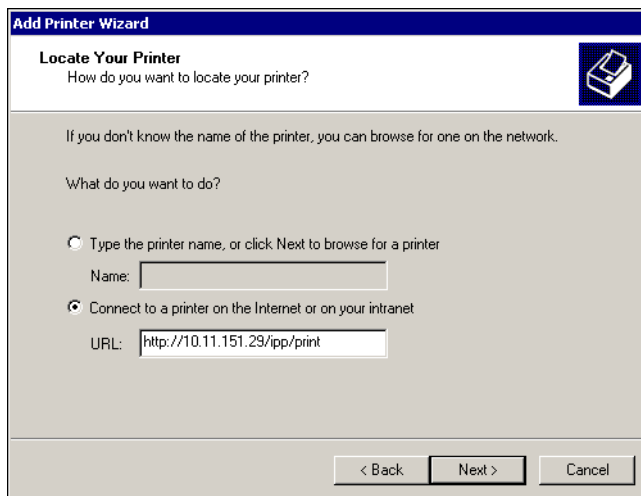 Add Printer Wizard
Locate Your Printer
How do you want to locate your printer?
If you don't know the name of the printer, you can browse for one on the network.
What do you want to do?
Type the printer name, or click Next to browse for a printer
Name:
Connect to a printer on the Internet or on your intranet
URL: http://10.11.151.29/ipp/print
< Back Next > Cancel